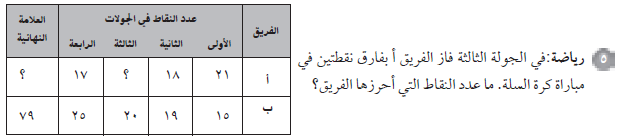 ٥ رياضة: في الجولة الثالثة فاز الفريق أ بفارق نقطتين في
مباراة كرة السلة. ما عدد النقاط التي أحرزها الفريق؟
الفريق عدد النقاط في الجولات العلامة النهائية
الأولى الثانية الثالثة الرابعة
أ ٢١ ١٨ ؟ ١٧ ؟
ب ١٥ ١٩ ٢٠ ٢٥ ٧٩